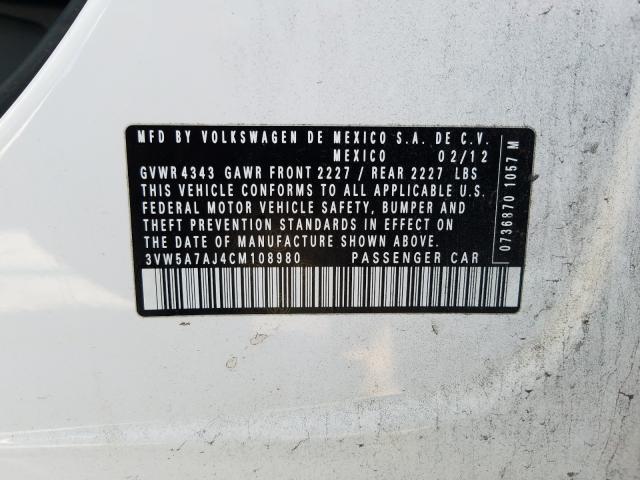 MFD BY VOLKSWAGEN DE MEXICO S.A. DE C.V.
MEXICO 02/12
GVWR 4343 GAWR FRONT 2227 / REAR 2227 LBS
THIS VEHICLE CONFORMS TO ALL APPLICABLE U.S.
FEDERAL MOTOR VEHICLE SAFETY, BUMPER AND
THEFT PREVENTION STANDARDS IN EFFECT ON
THE DATE OF MANUFACTURE SHOWN ABOVE
3VW5A7AJ4CM108980 PASSENGER CAR
0736870 1057 M